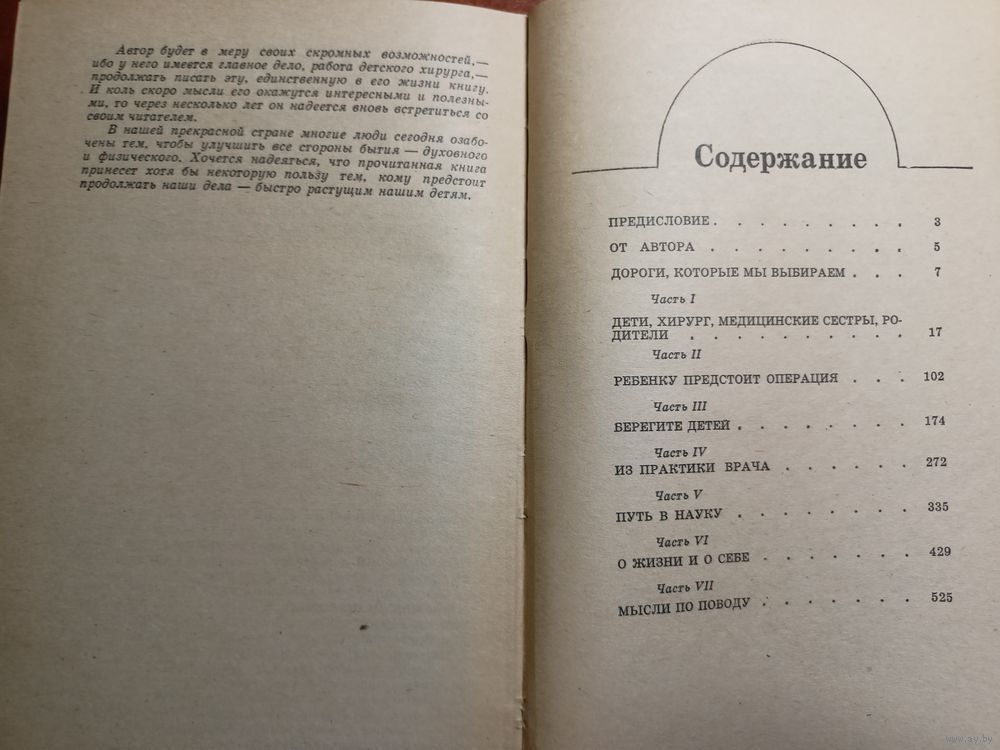 Автор будет в меру своих скромных возможностей,—
ибо у него имеется главное дело, работа детского хирурга,—
продолжать писать эту, единственную в его жизни книгу.
И коль скоро мысли его окажутся интересными и полезны-
ми, то через несколько лет он надеется вновь встретиться со
своим читателем.
В нашей прекрасной стране многие люди сегодня озабо-
чены тем, чтобы улучшить все стороны бытия — духовного
и физического. Хочется надеяться, что прочитанная книга
принесет хотя бы некоторую пользу тем, кому предстоит
продолжать наши дела — быстро растущим нашим детям.
Содержание
ПРЕДИСЛОВИЕ . . . . . . . . . 3
ОТ АВТОРА . . . . . . . . . 5
ДОРОГИ, КОТОРЫЕ МЫ ВЫБИРАЕМ . . . 7
Часть I
ДЕТИ, ХИРУРГ, МЕДИЦИНСКИЕ СЕСТРЫ, РО-
ДИТЕЛИ . . . . . . . . . 17
Часть II
РЕБЕНКУ ПРЕДСТОИТ ОПЕРАЦИЯ . . . 102
Часть III
БЕРЕГИТЕ ДЕТЕЙ . . . . . . . 174
Часть IV
ИЗ ПРАКТИКИ ВРАЧА . . . . . . 272
Часть V
ПУТЬ В НАУКУ . . . . . . . . 335
Часть VI
О ЖИЗНИ И О СЕБЕ . . . . . . . 429
Часть VII
МЫСЛИ ПО ПОВОДУ . . . . . . . 525
www.ay.by